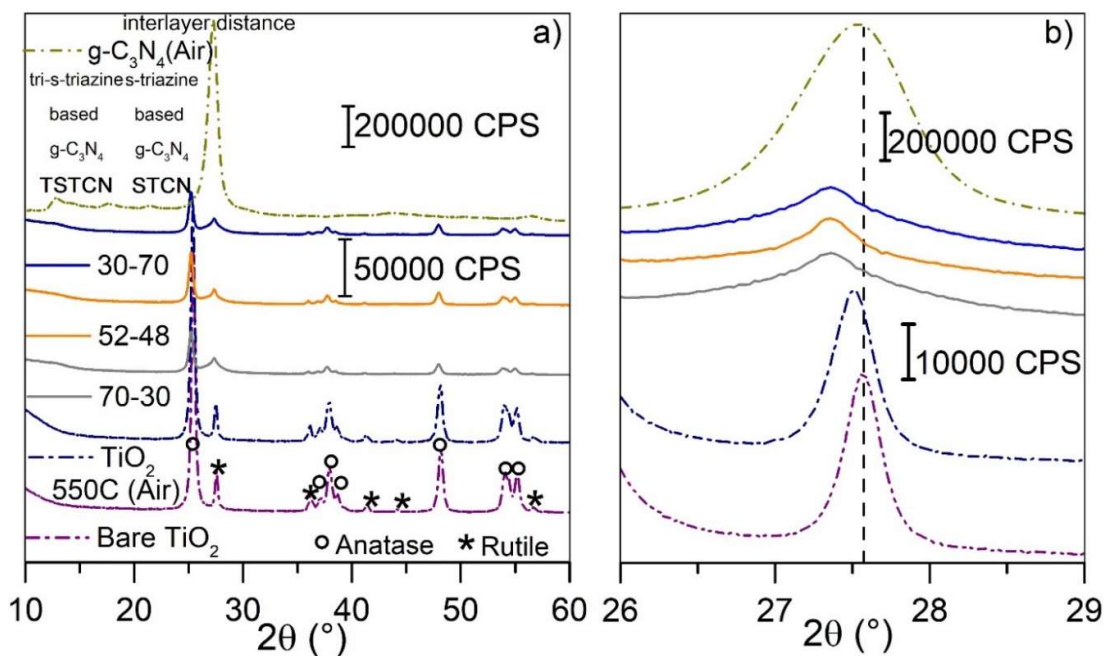 interlayer distance
a)
g-C₃N₄(Air)
tri-s-triazine s-triazine
based based
g-C₃N₄ g-C₃N₄
TSTCN STCN
200000 CPS
50000 CPS
30-70
52-48
70-30
TiO₂
550C (Air)
Bare TiO₂
o Anatase * Rutile
10 20 30 40 50 60
2θ (°)
b)
200000 CPS
10000 CPS
26 27 28 29
2θ (°)